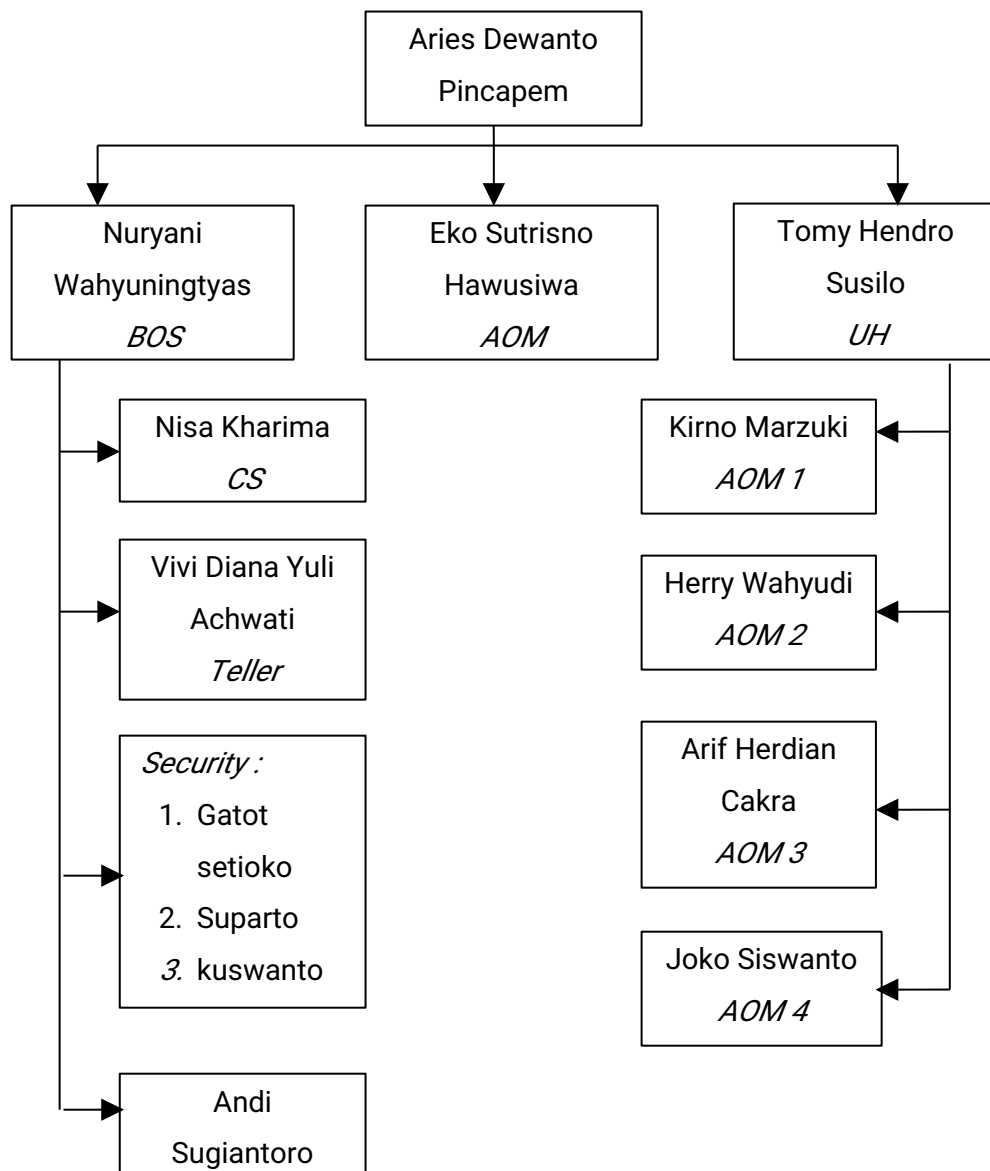 Aries Dewanto
Pincapem
Nuryani
Wahyuningtyas
BOS
Eko Sutrisno
Hawusiwa
AOM
Tomy Hendro
Susilo
UH
Nisa Kharima
CS
Vivi Diana Yuli
Achwati
Teller
Security :
1. Gatot
setioko
2. Suparto
3. kuswanto
Andi
Sugiantoro
Kirno Marzuki
AOM 1
Herry Wahyudi
AOM 2
Arif Herdian
Cakra
AOM 3
Joko Siswanto
AOM 4